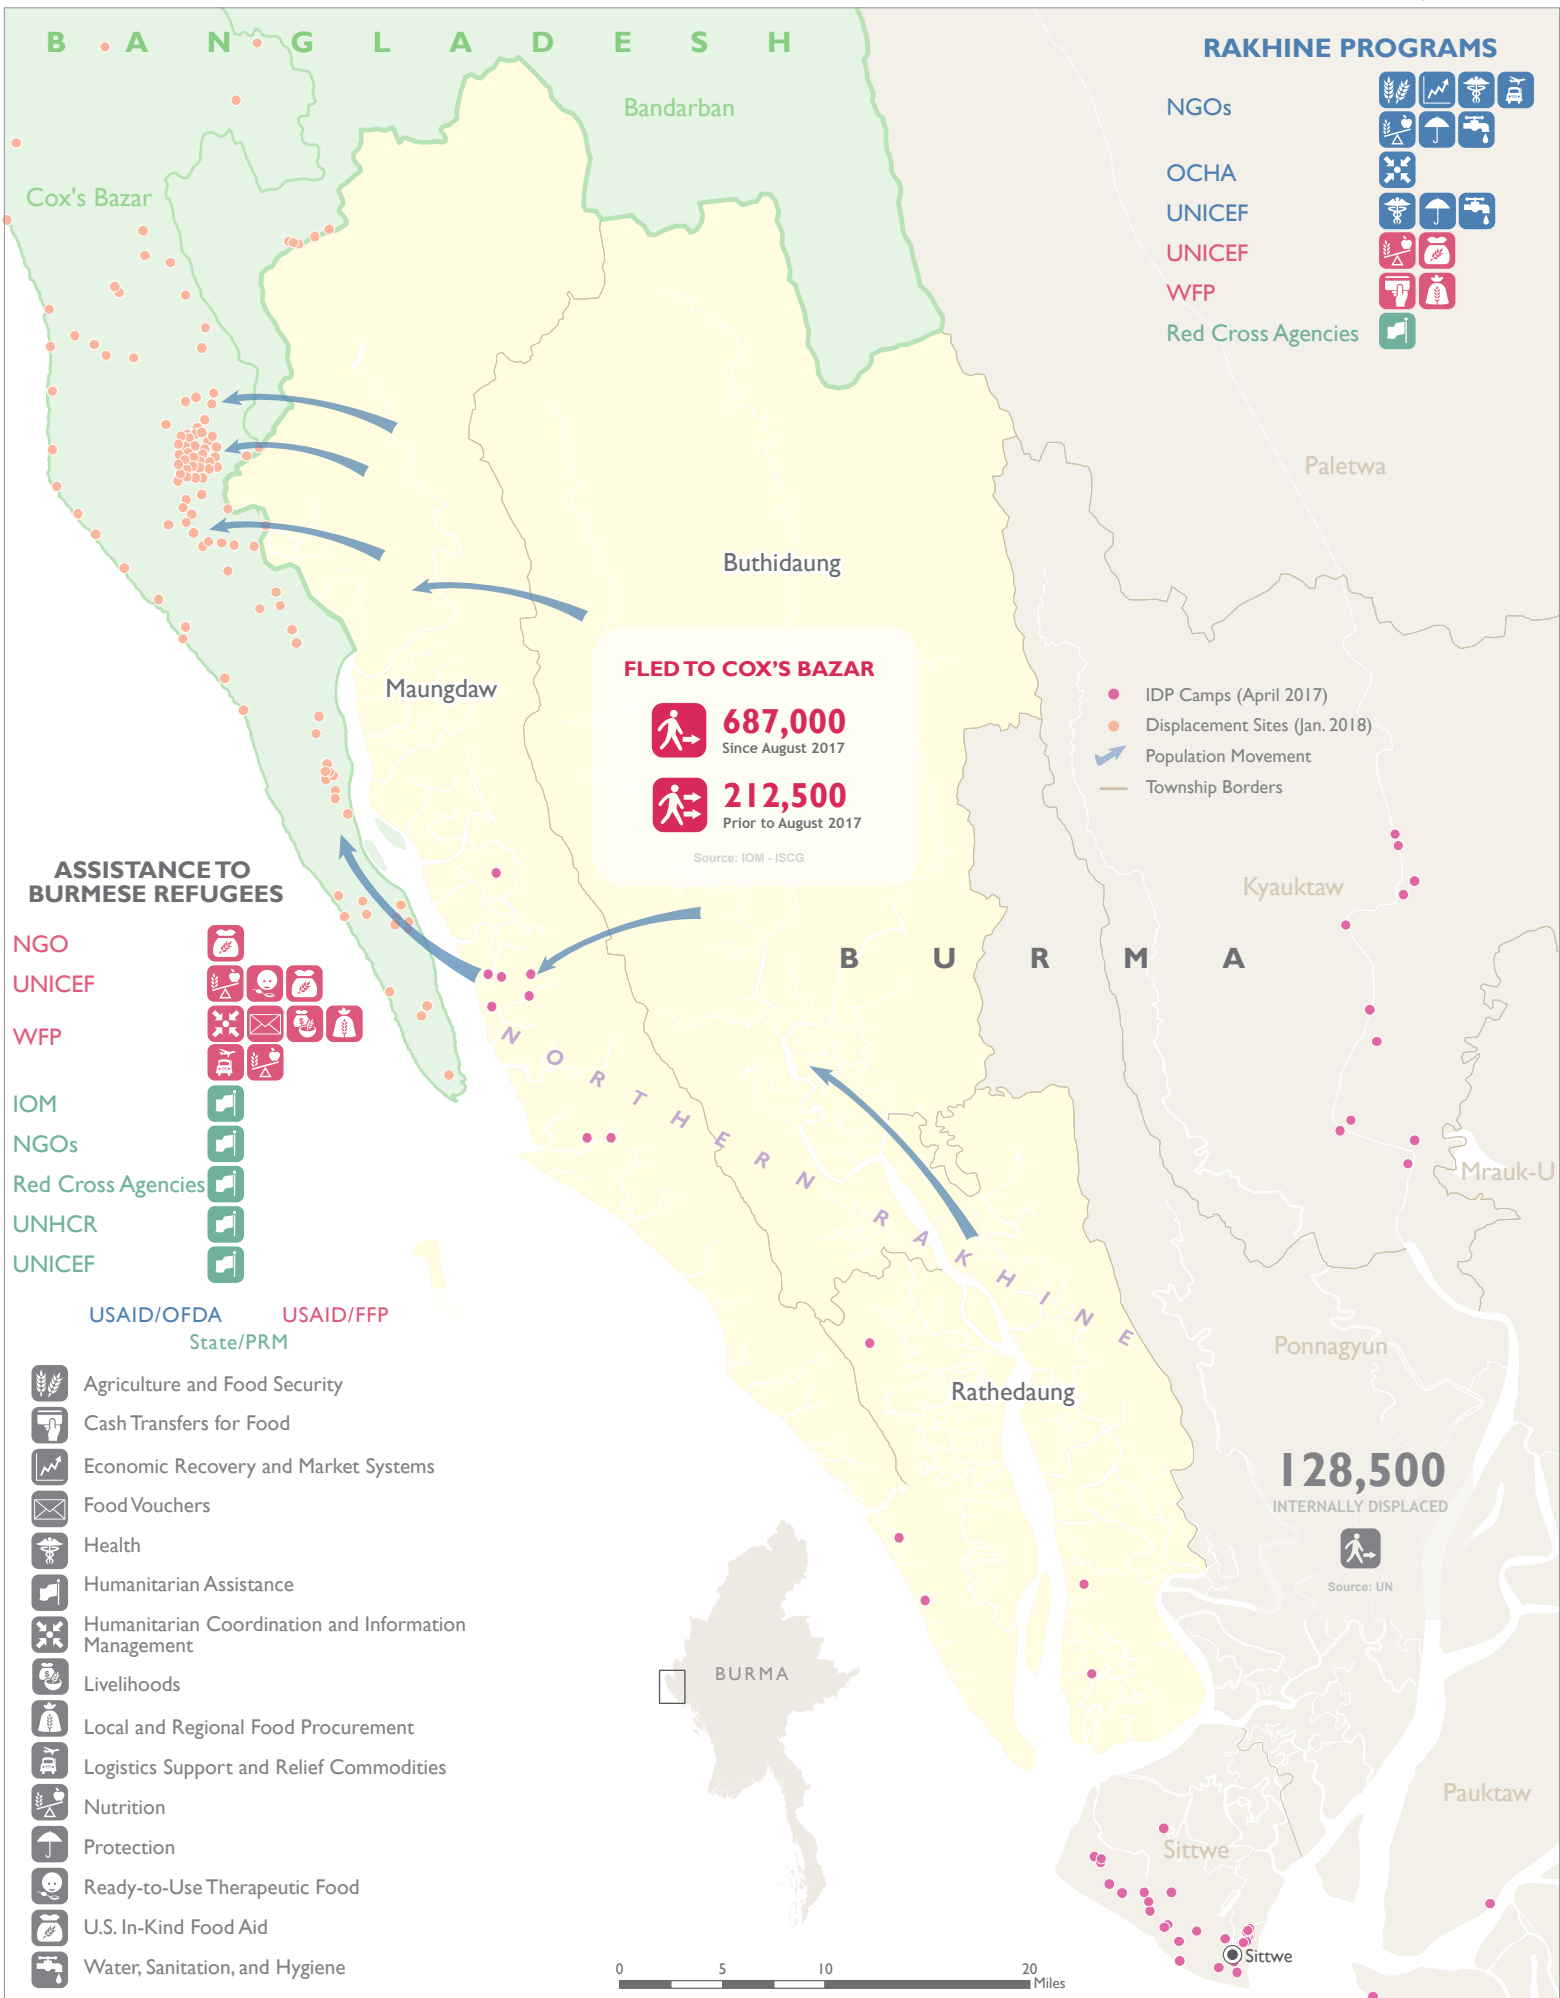 BANGLADESH
Bandarban
Cox's Bazar
RAKHINE PROGRAMS
NGOs
OCHA
UNICEF
UNICEF
WFP
Red Cross Agencies
Paletwa
Buthidaung
Maungdaw
FLED TO COX'S BAZAR
687,000
Since August 2017
212,500
Prior to August 2017
Source: IOM - ISCG
IDP Camps (April 2017)
Displacement Sites (Jan. 2018)
Population Movement
Township Borders
Kyauktaw
BURMA
ASSISTANCE TO
BURMESE REFUGEES
NGO
UNICEF
WFP
IOM
NGOs
Red Cross Agencies
UNHCR
UNICEF
NORTHERN RAKHINE
Mrauk-U
Ponnagyun
Rathedaung
USAID/OFDA USAID/FFP
State/PRM
Agriculture and Food Security
Cash Transfers for Food
Economic Recovery and Market Systems
Food Vouchers
Health
Humanitarian Assistance
Humanitarian Coordination and Information
Management
Livelihoods
Local and Regional Food Procurement
Logistics Support and Relief Commodities
Nutrition
Protection
Ready-to-Use Therapeutic Food
U.S. In-Kind Food Aid
Water, Sanitation, and Hygiene
128,500
INTERNALLY DISPLACED
Source: UN
BURMA
Pauktaw
Sittwe
Sittwe
0 5 10 20
Miles